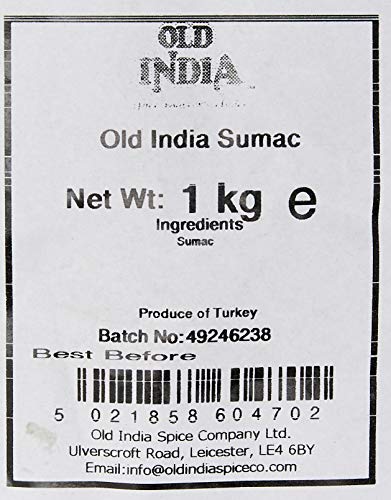 OLD
INDIA
Old India Sumac
Net Wt: 1 kg e
Ingredients
Sumac
Produce of Turkey
Batch No:49246238
Best Before
5 021858 604702
Old India Spice Company Ltd.
Ulverscroft Road, Leicester, LE4 6BY
Email:info@oldindiaspiceco.com